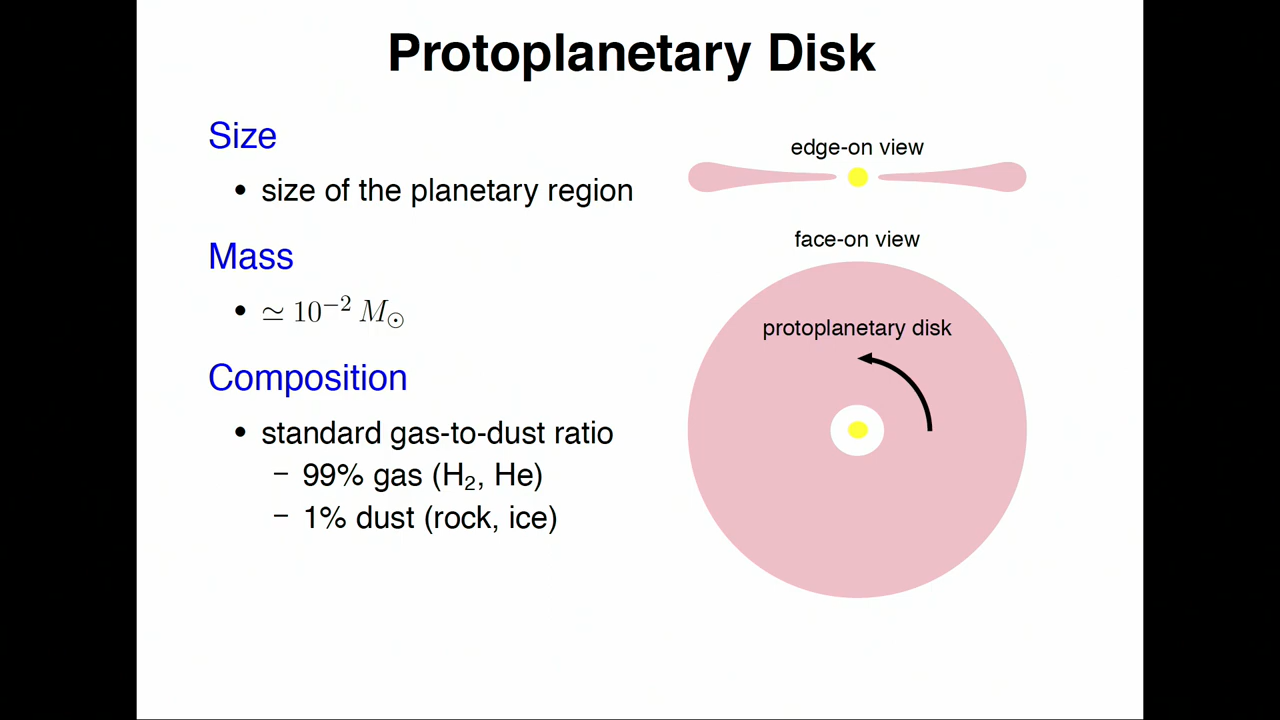 Protoplanetary Disk
Size
• size of the planetary region
Mass
• ≃ 10⁻² M⊙
Composition
• standard gas-to-dust ratio
– 99% gas (H₂, He)
– 1% dust (rock, ice)
edge-on view
face-on view
protoplanetary disk